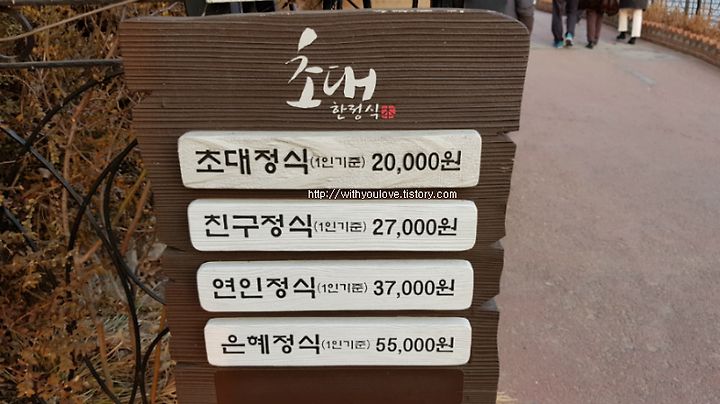 초대
한정식
초대정식(1인기준) 20,000원
http://withyoulove.tistory.com
친구정식(1인기준) 27,000원
연인정식(1인기준) 37,000원
은혜정식(1인기준) 55,000원